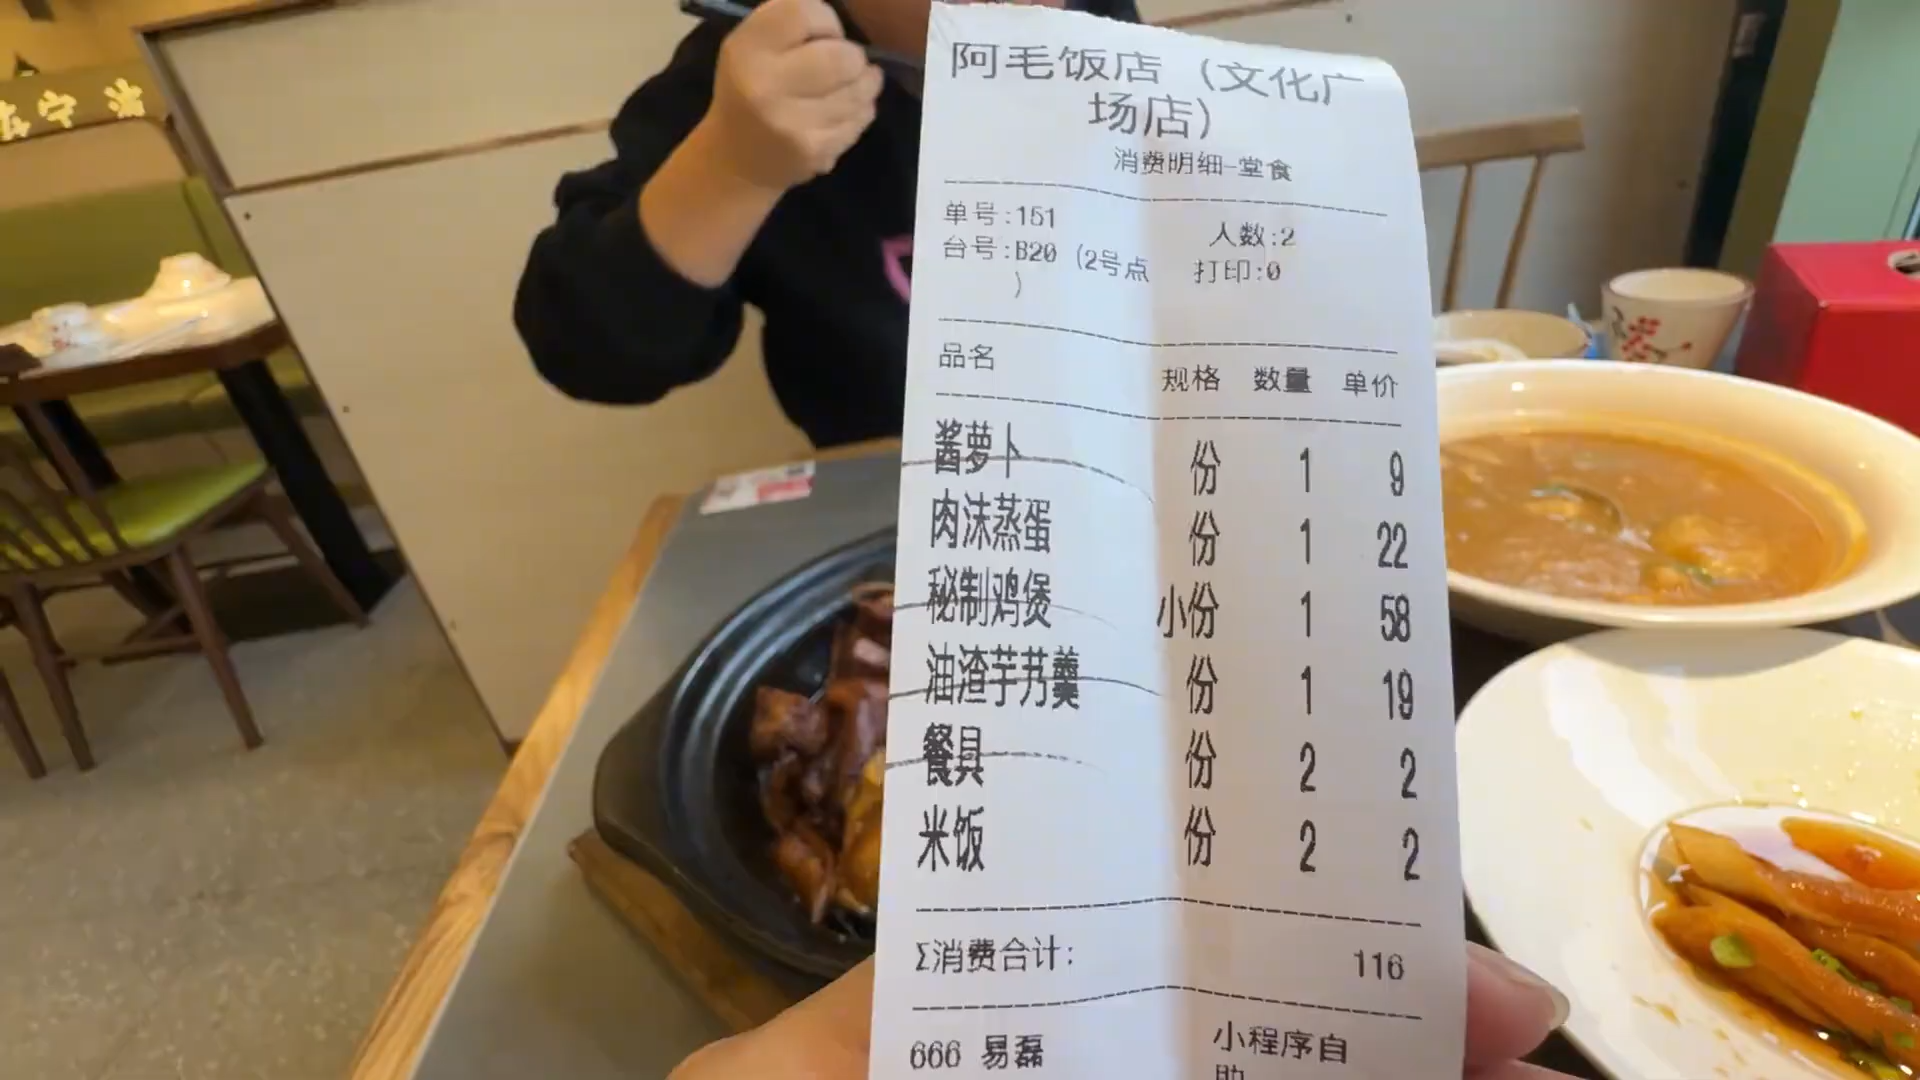 阿毛饭店（文化广
场店）
消费明细-堂食
单号:151 人数:2
台号:B20（2号点 打印:0
）
品名 规格 数量 单价
酱萝卜 份 1 9
肉沫蒸蛋 份 1 22
秘制鸡煲 小份 1 58
油渣芋艿羹 份 1 19
餐具 份 2 2
米饭 份 2 2
Σ消费合计: 116
666 易磊 小程序自
助